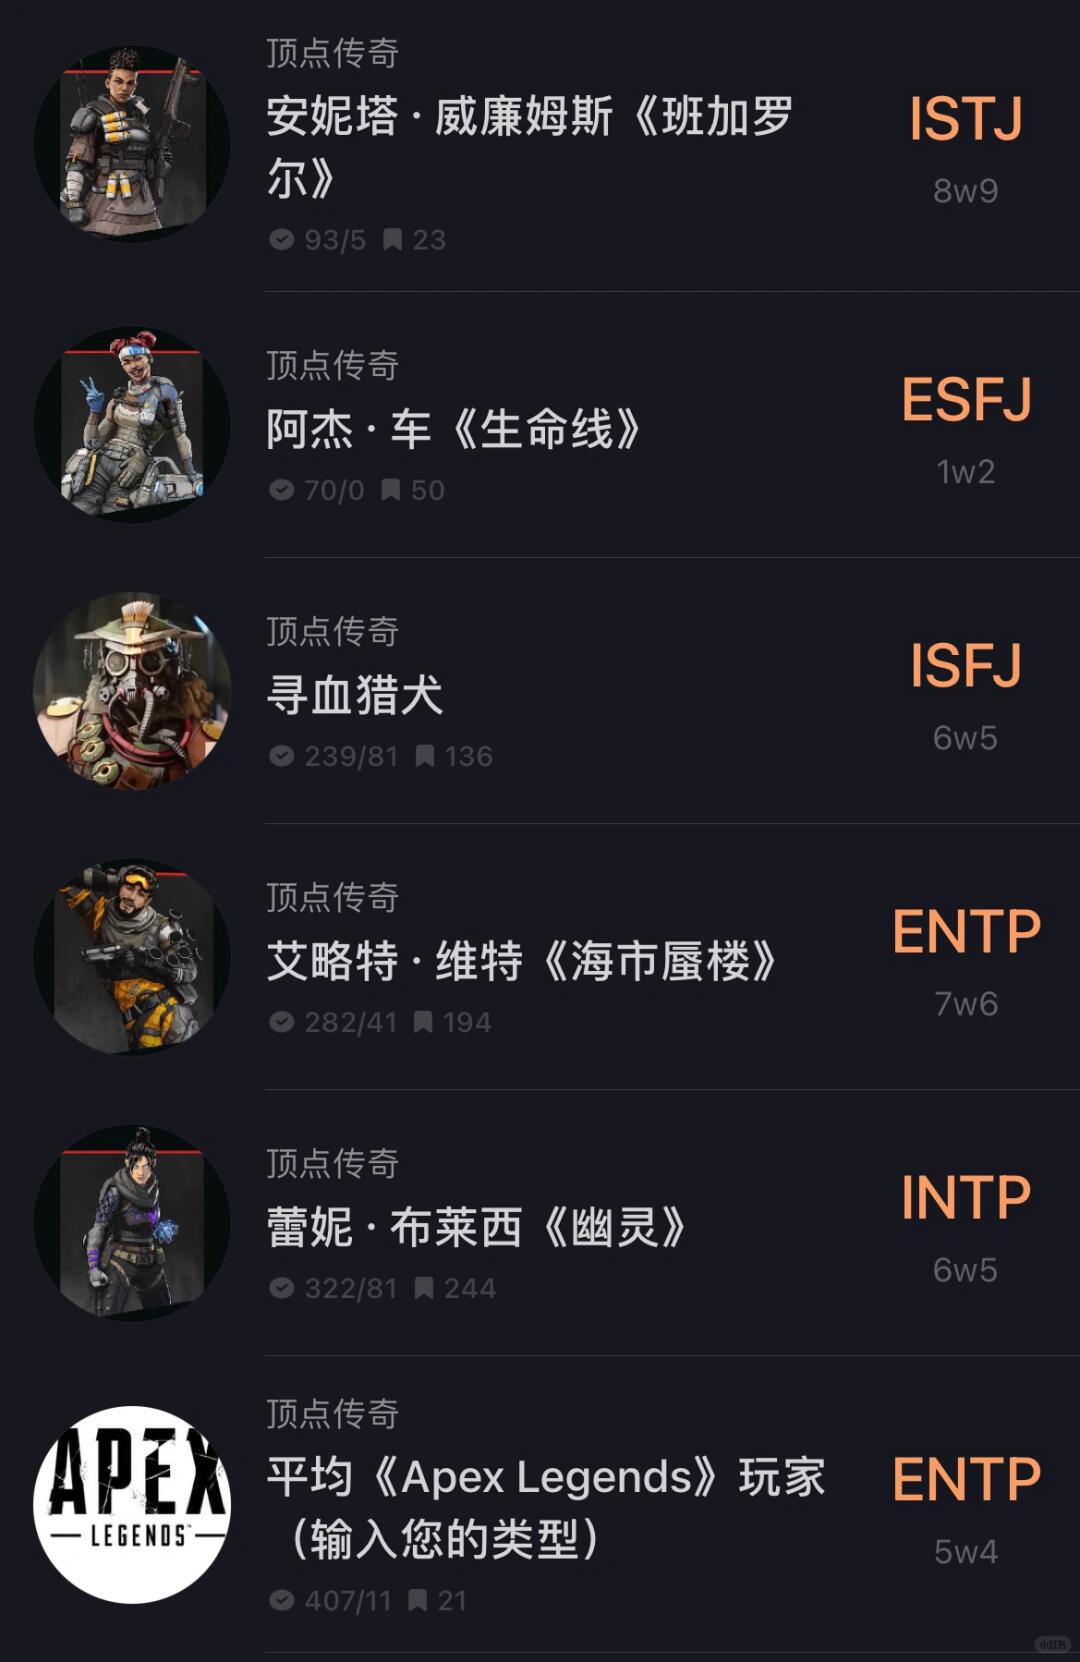 顶点传奇
安妮塔 · 威廉姆斯《班加罗
尔》
93/5 23
ISTJ
8w9
顶点传奇
阿杰 · 车《生命线》
70/0 50
ESFJ
1w2
顶点传奇
寻血猎犬
239/81 136
ISFJ
6w5
顶点传奇
艾略特 · 维特《海市蜃楼》
282/41 194
ENTP
7w6
顶点传奇
蕾妮 · 布莱西《幽灵》
322/81 244
INTP
6w5
APEX
LEGENDS
顶点传奇
平均《Apex Legends》玩家
（输入您的类型）
407/11 21
ENTP
5w4
小红书